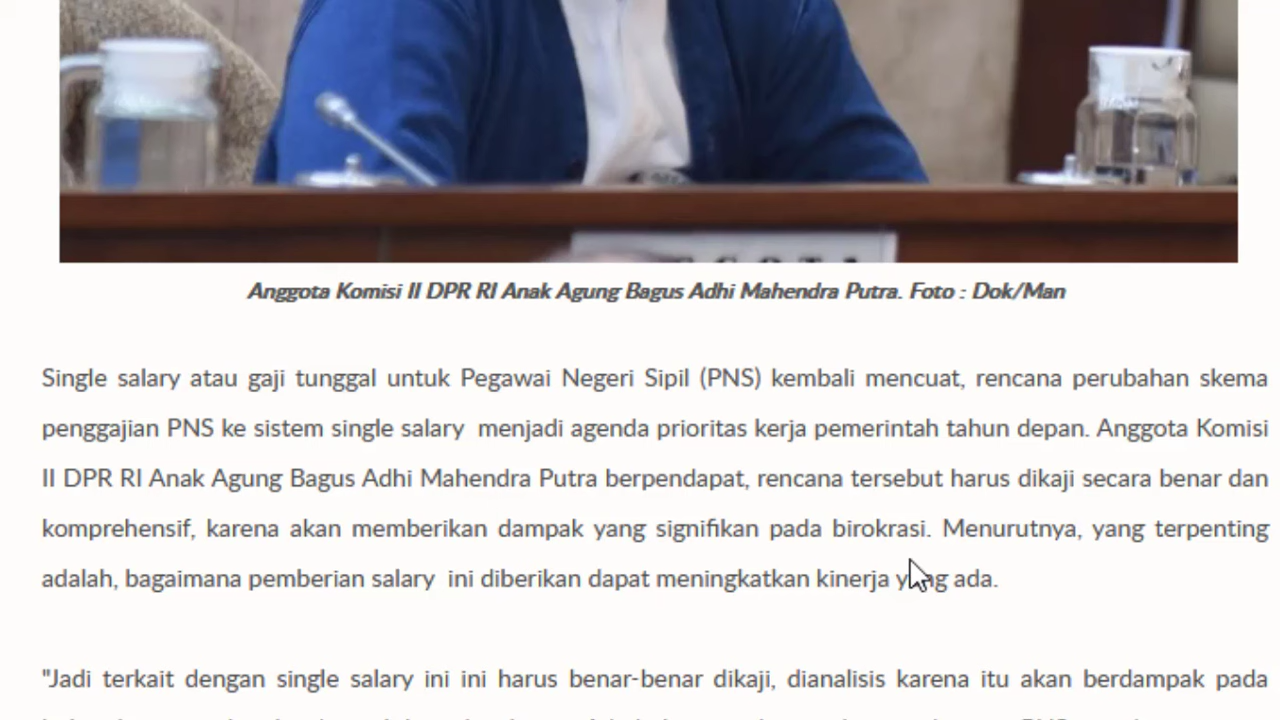 Anggota Komisi II DPR RI Anak Agung Bagus Adhi Mahendra Putra. Foto : Dok/Man
Single salary atau gaji tunggal untuk Pegawai Negeri Sipil (PNS) kembali mencuat, rencana perubahan skema
penggajian PNS ke sistem single salary menjadi agenda prioritas kerja pemerintah tahun depan. Anggota Komisi
II DPR RI Anak Agung Bagus Adhi Mahendra Putra berpendapat, rencana tersebut harus dikaji secara benar dan
komprehensif, karena akan memberikan dampak yang signifikan pada birokrasi. Menurutnya, yang terpenting
adalah, bagaimana pemberian salary ini diberikan dapat meningkatkan kinerja yang ada.
"Jadi terkait dengan single salary ini ini harus benar-benar dikaji, dianalisis karena itu akan berdampak pada